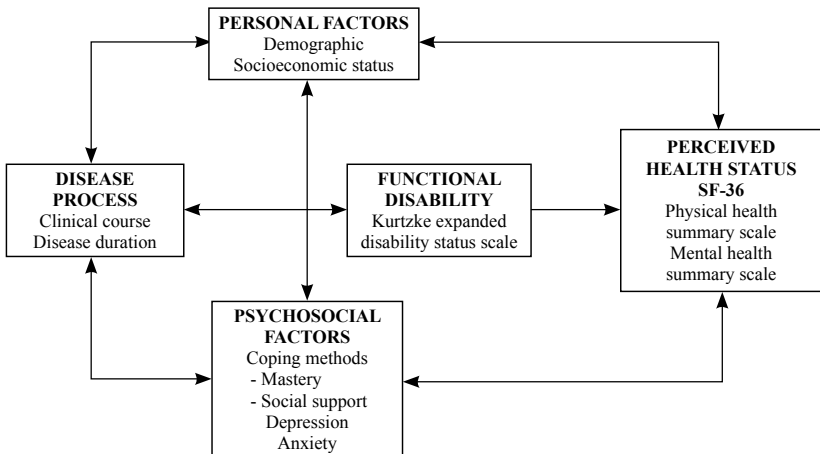 PERSONAL FACTORS
Demographic
Socioeconomic status
DISEASE
PROCESS
Clinical course
Disease duration
FUNCTIONAL
DISABILITY
Kurtzke expanded
disability status scale
PERCEIVED
HEALTH STATUS
SF-36
Physical health
summary scale
Mental health
summary scale
PSYCHOSOCIAL
FACTORS
Coping methods
- Mastery
- Social support
Depression
Anxiety